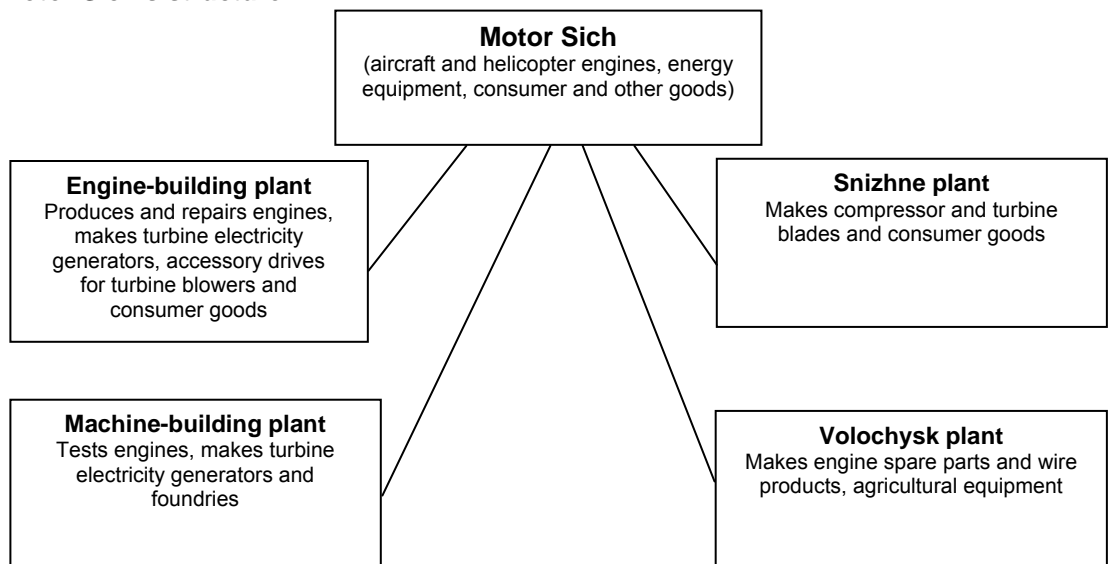 Motor Sich
(aircraft and helicopter engines, energy
equipment, consumer and other goods)
Engine-building plant
Produces and repairs engines,
makes turbine electricity
generators, accessory drives
for turbine blowers and
consumer goods
Snizhne plant
Makes compressor and turbine
blades and consumer goods
Machine-building plant
Tests engines, makes turbine
electricity generators and
foundries
Volochysk plant
Makes engine spare parts and wire
products, agricultural equipment